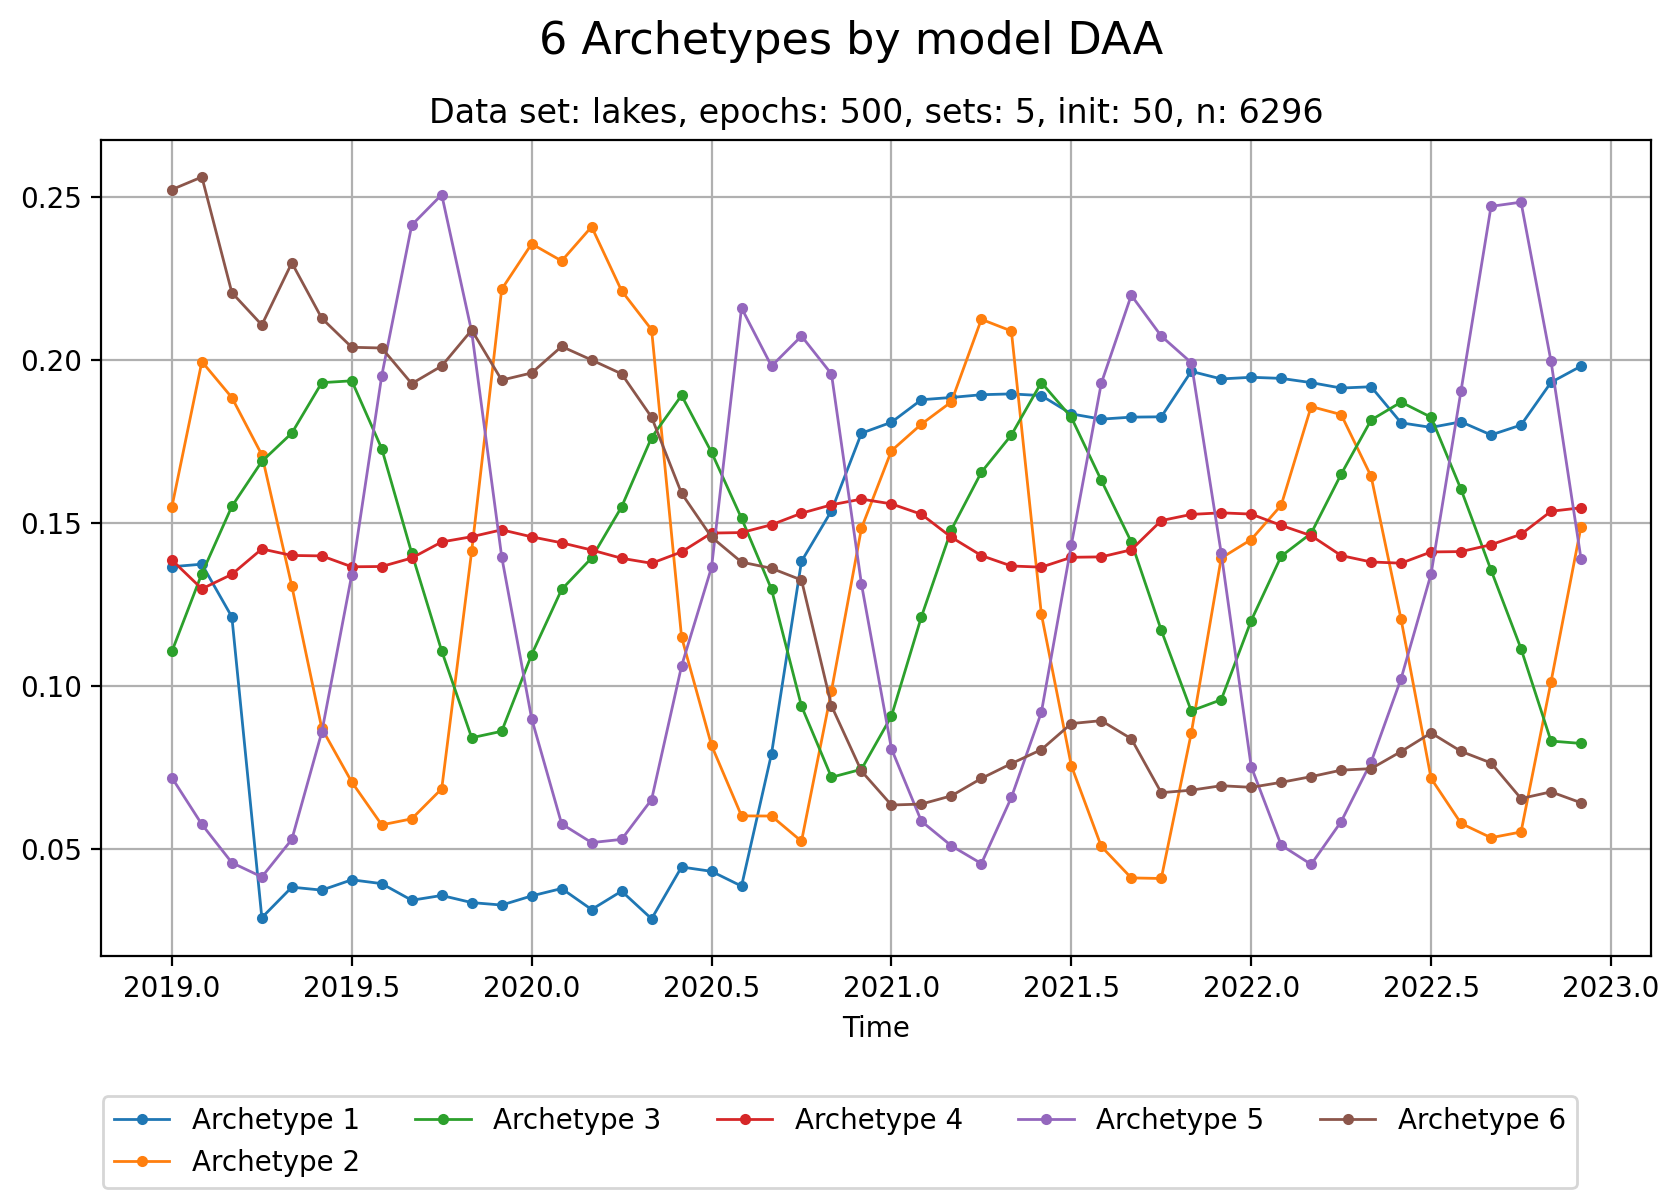 6 Archetypes by model DAA
Data set: lakes, epochs: 500, sets: 5, init: 50, n: 6296
0.25
0.20
0.15
0.10
0.05
2019.0 2019.5 2020.0 2020.5 2021.0 2021.5 2022.0 2022.5 2023.0
Time
Archetype 1 Archetype 3 Archetype 4 Archetype 5 Archetype 6
Archetype 2